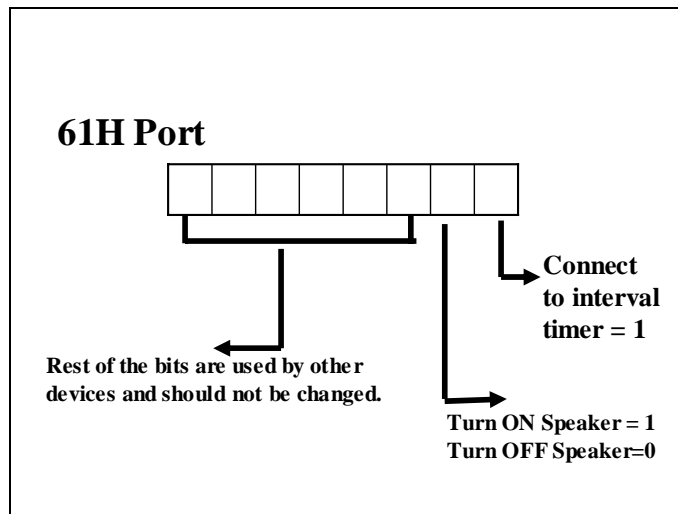 61H Port
Connect
to interval
timer = 1
Rest of the bits are used by other
devices and should not be changed.
Turn ON Speaker = 1
Turn OFF Speaker=0